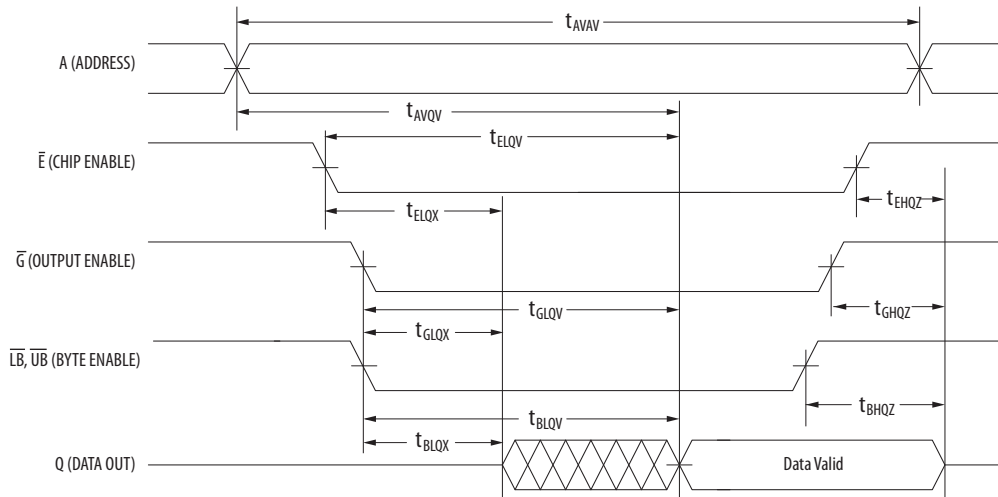 tAVAV
A (ADDRESS)
tAVQV
tELQV
E̅ (CHIP ENABLE)
tELQX
tEHQZ
G̅ (OUTPUT ENABLE)
tGLQV
tGLQX
tGHQZ
L̅B̅, U̅B̅ (BYTE ENABLE)
tBLQV
tBLQX
tBHQZ
Q (DATA OUT)
Data Valid